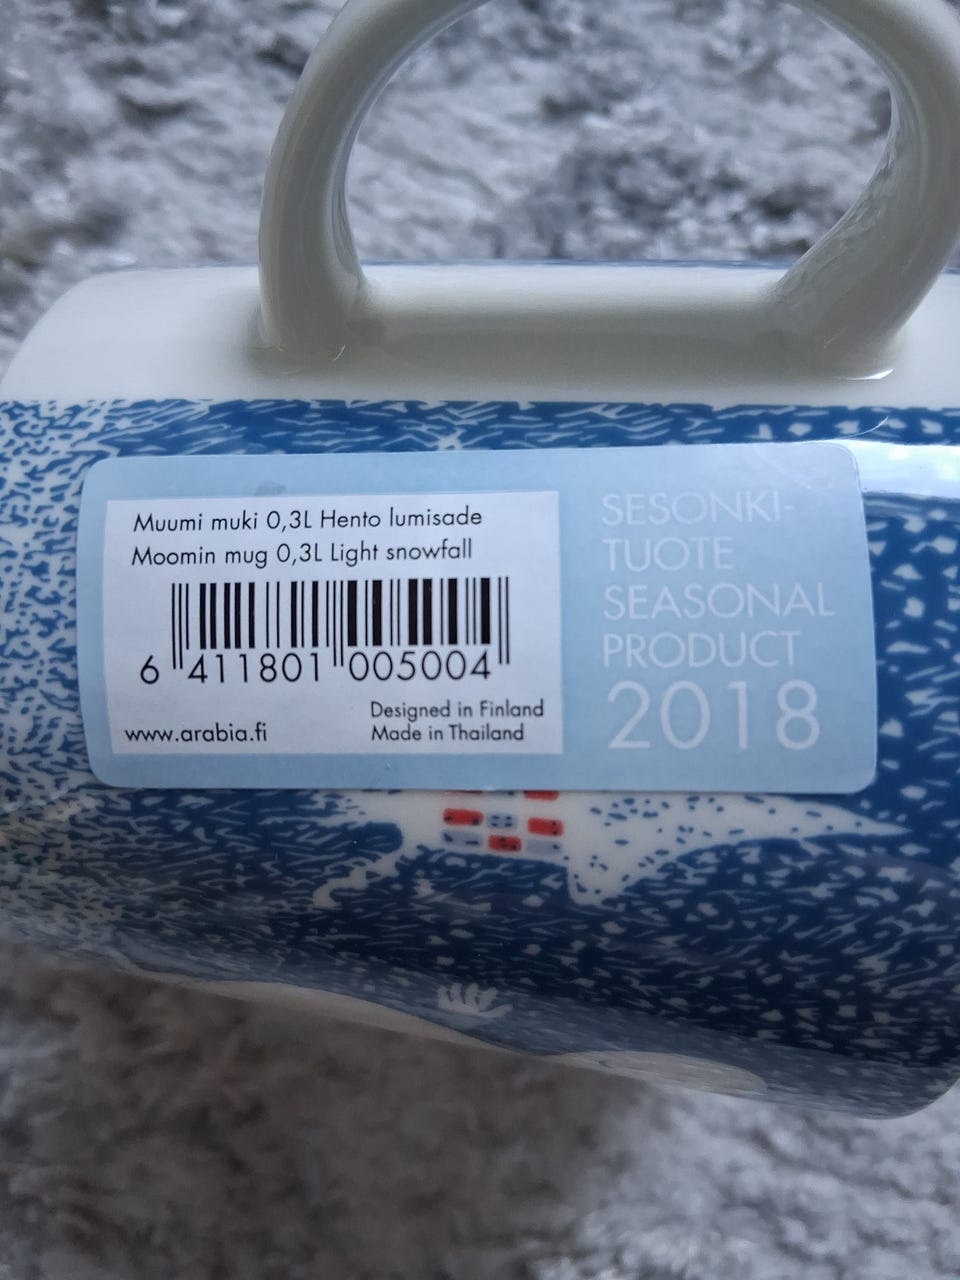 Muumi muki 0,3L Hento lumisade
Moomin mug 0,3L Light snowfall
6 411801 005004
www.arabia.fi
Designed in Finland
Made in Thailand
SESONKI-
TUOTE
SEASONAL
PRODUCT
2018